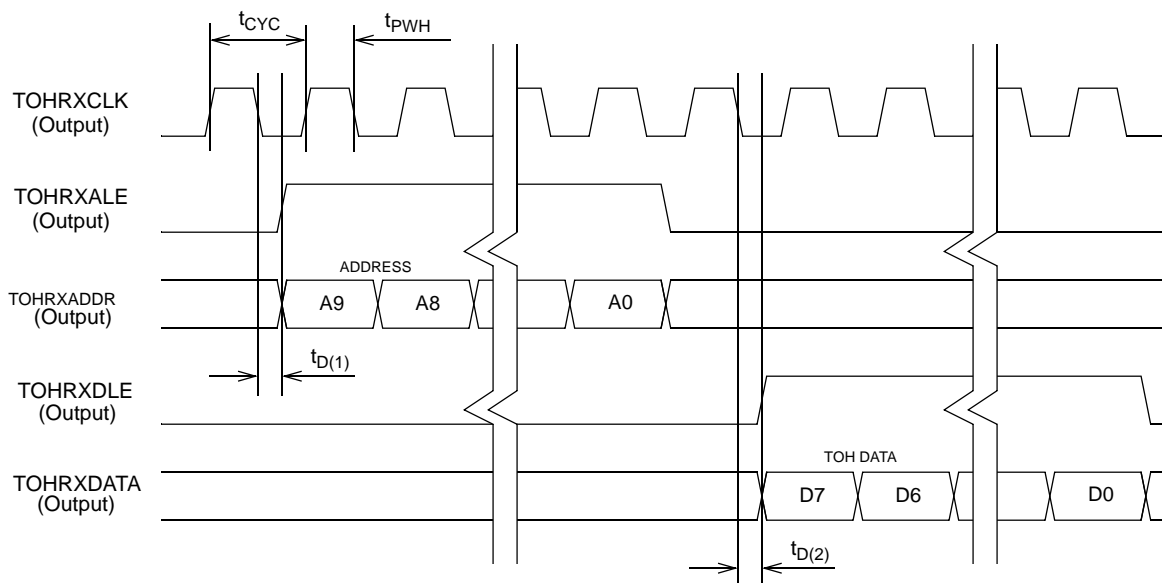 tCYC
tPWH
TOHRXCLK
(Output)
TOHRXALE
(Output)
ADDRESS
TOHRXADDR
(Output)
A9
A8
A0
tD(1)
TOHRXDLE
(Output)
TOH DATA
TOHRXDATA
(Output)
D7
D6
D0
tD(2)